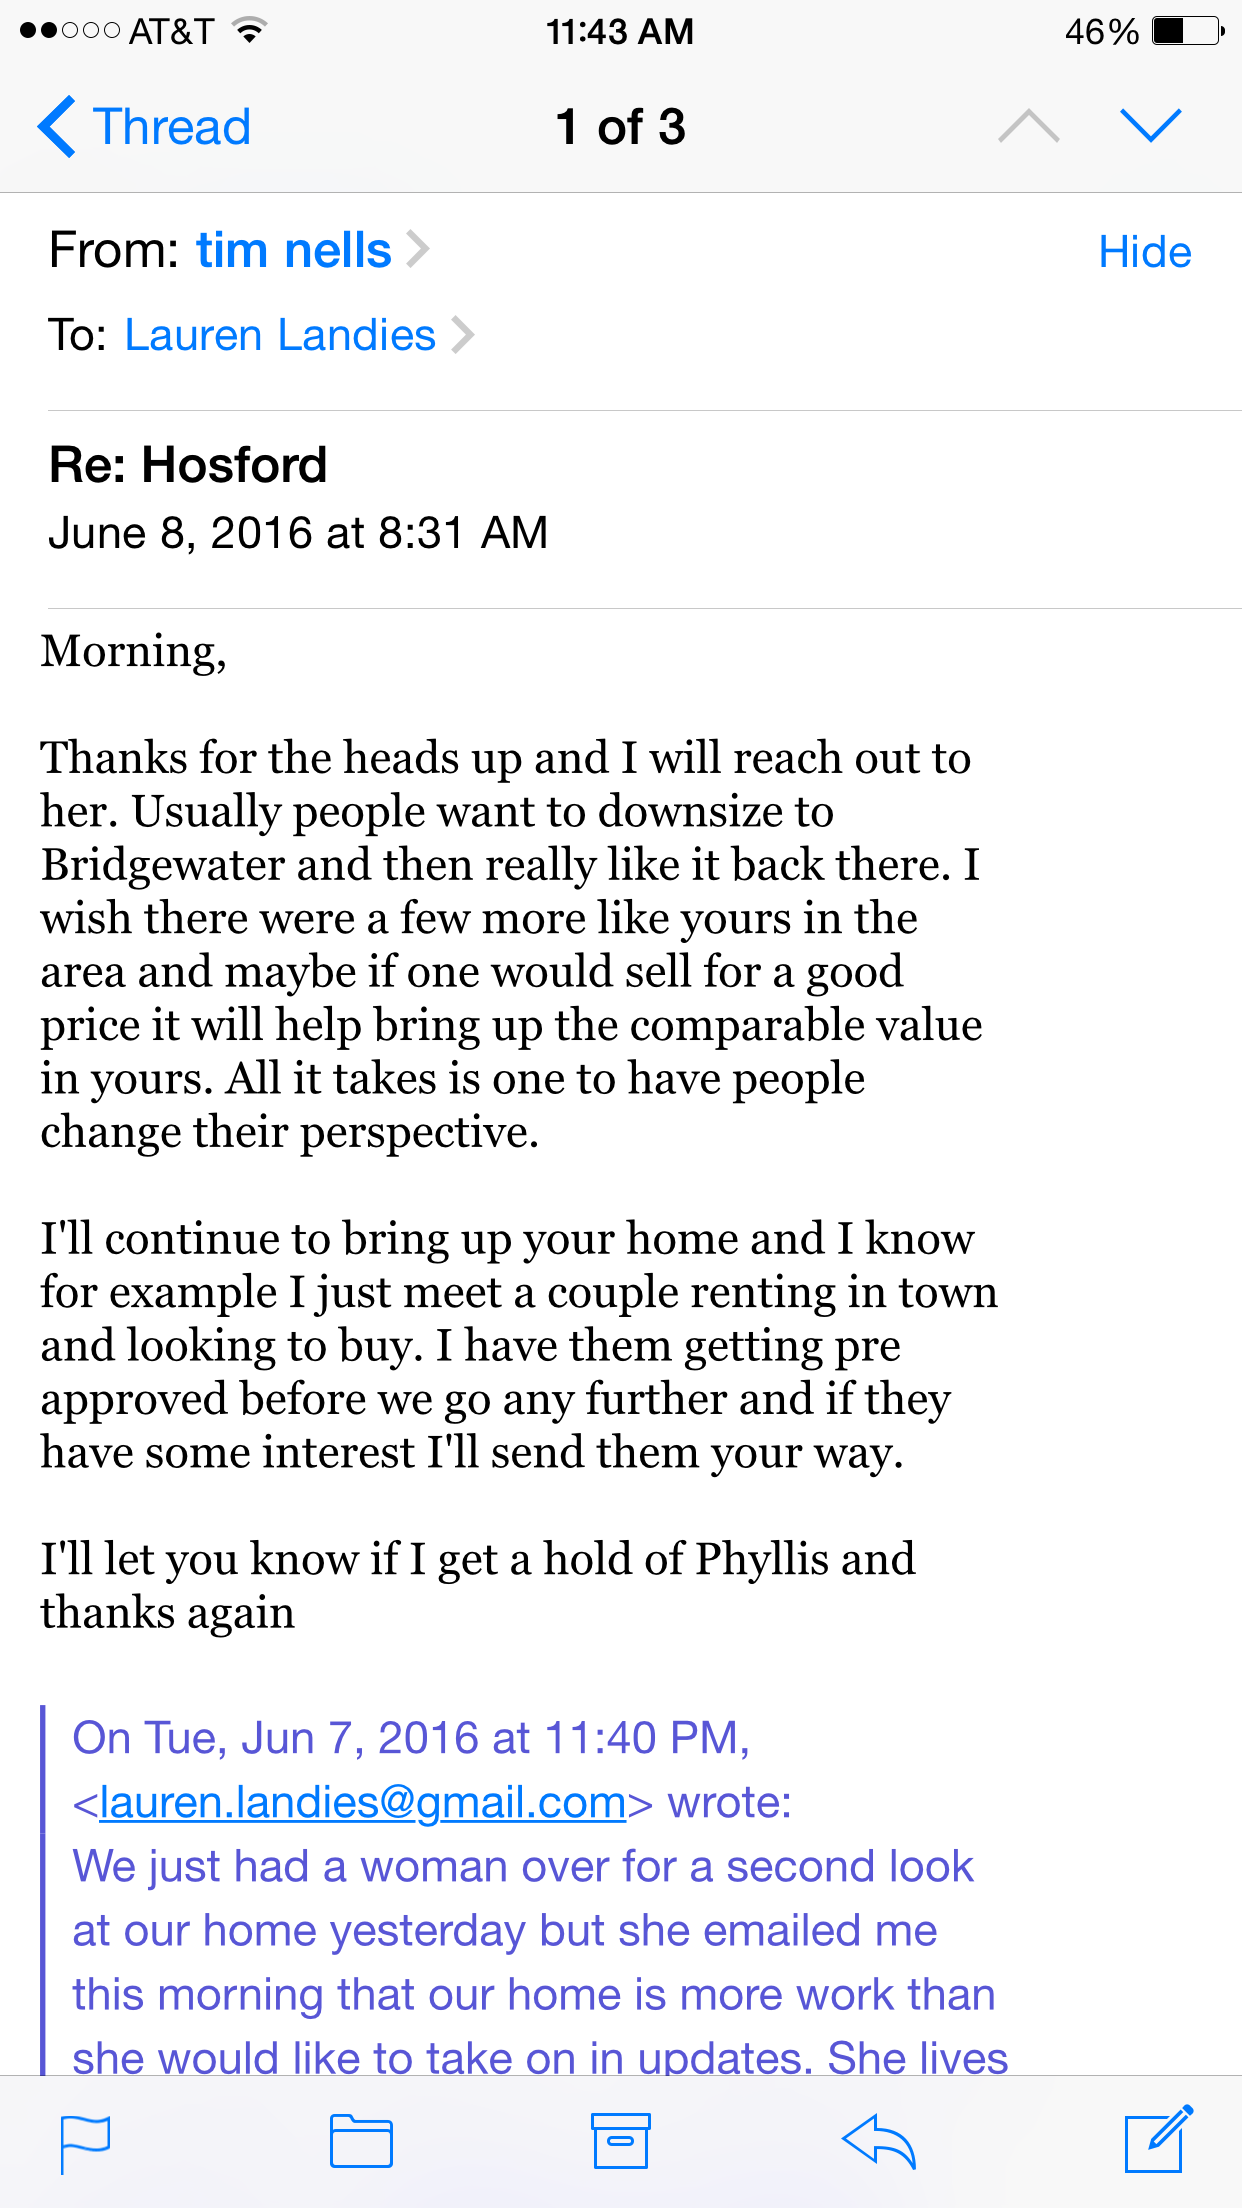 AT&T 11:43 AM 46%
Thread 1 of 3
From: tim nells Hide
To: Lauren Landies
Re: Hosford
June 8, 2016 at 8:31 AM
Morning,
Thanks for the heads up and I will reach out to
her. Usually people want to downsize to
Bridgewater and then really like it back there. I
wish there were a few more like yours in the
area and maybe if one would sell for a good
price it will help bring up the comparable value
in yours. All it takes is one to have people
change their perspective.
I'll continue to bring up your home and I know
for example I just meet a couple renting in town
and looking to buy. I have them getting pre
approved before we go any further and if they
have some interest I'll send them your way.
I'll let you know if I get a hold of Phyllis and
thanks again
On Tue, Jun 7, 2016 at 11:40 PM,
<lauren.landies@gmail.com> wrote:
We just had a woman over for a second look
at our home yesterday but she emailed me
this morning that our home is more work than
she would like to take on in updates. She lives